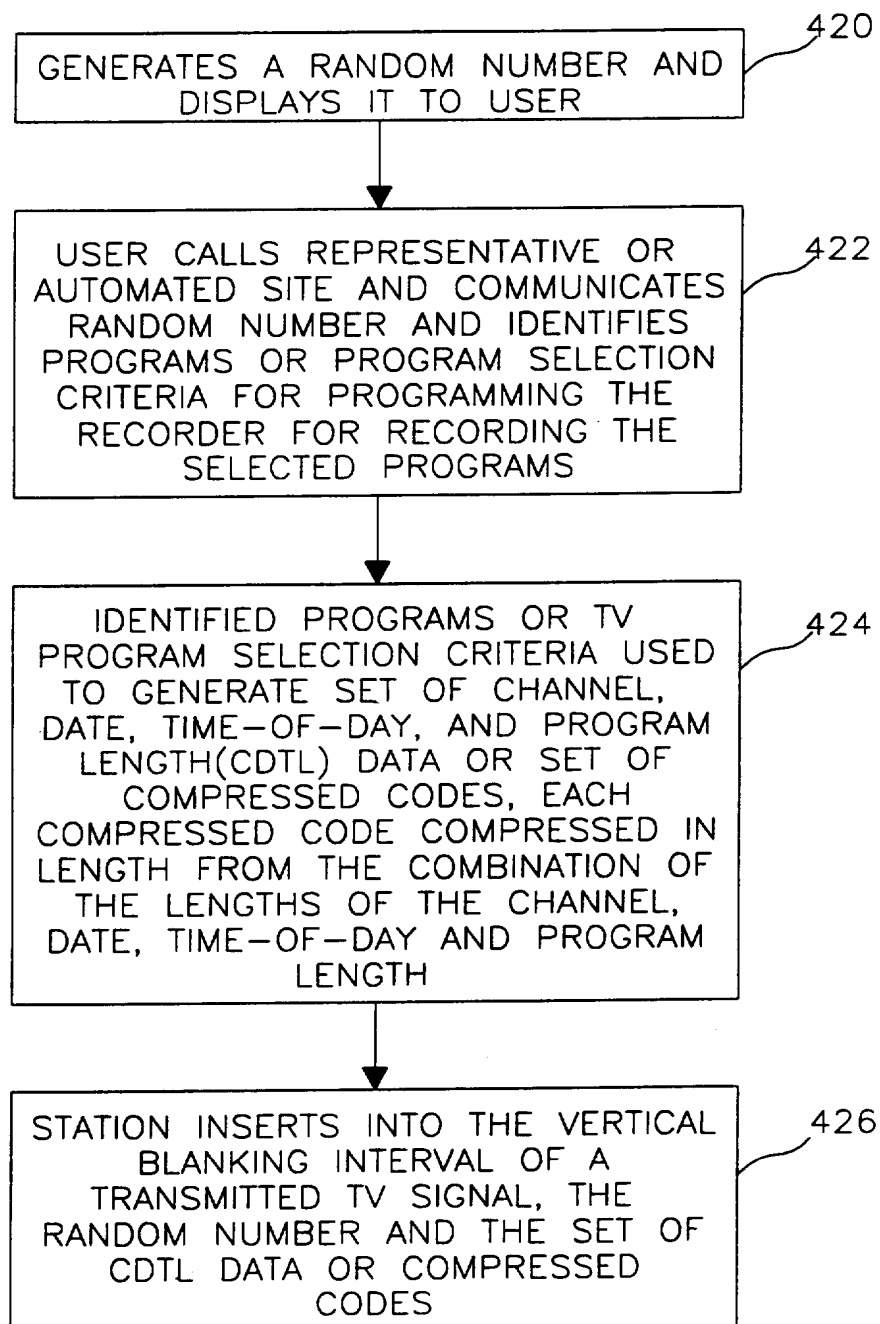 420
GENERATES A RANDOM NUMBER AND
DISPLAYS IT TO USER
422
USER CALLS REPRESENTATIVE OR
AUTOMATED SITE AND COMMUNICATES
RANDOM NUMBER AND IDENTIFIES
PROGRAMS OR PROGRAM SELECTION
CRITERIA FOR PROGRAMMING THE
RECORDER FOR RECORDING THE
SELECTED PROGRAMS
424
IDENTIFIED PROGRAMS OR TV
PROGRAM SELECTION CRITERIA USED
TO GENERATE SET OF CHANNEL,
DATE, TIME-OF-DAY, AND PROGRAM
LENGTH(CDTL) DATA OR SET OF
COMPRESSED CODES, EACH
COMPRESSED CODE COMPRESSED IN
LENGTH FROM THE COMBINATION OF
THE LENGTHS OF THE CHANNEL,
DATE, TIME-OF-DAY AND PROGRAM
LENGTH
426
STATION INSERTS INTO THE VERTICAL
BLANKING INTERVAL OF A
TRANSMITTED TV SIGNAL, THE
RANDOM NUMBER AND THE SET OF
CDTL DATA OR COMPRESSED
CODES